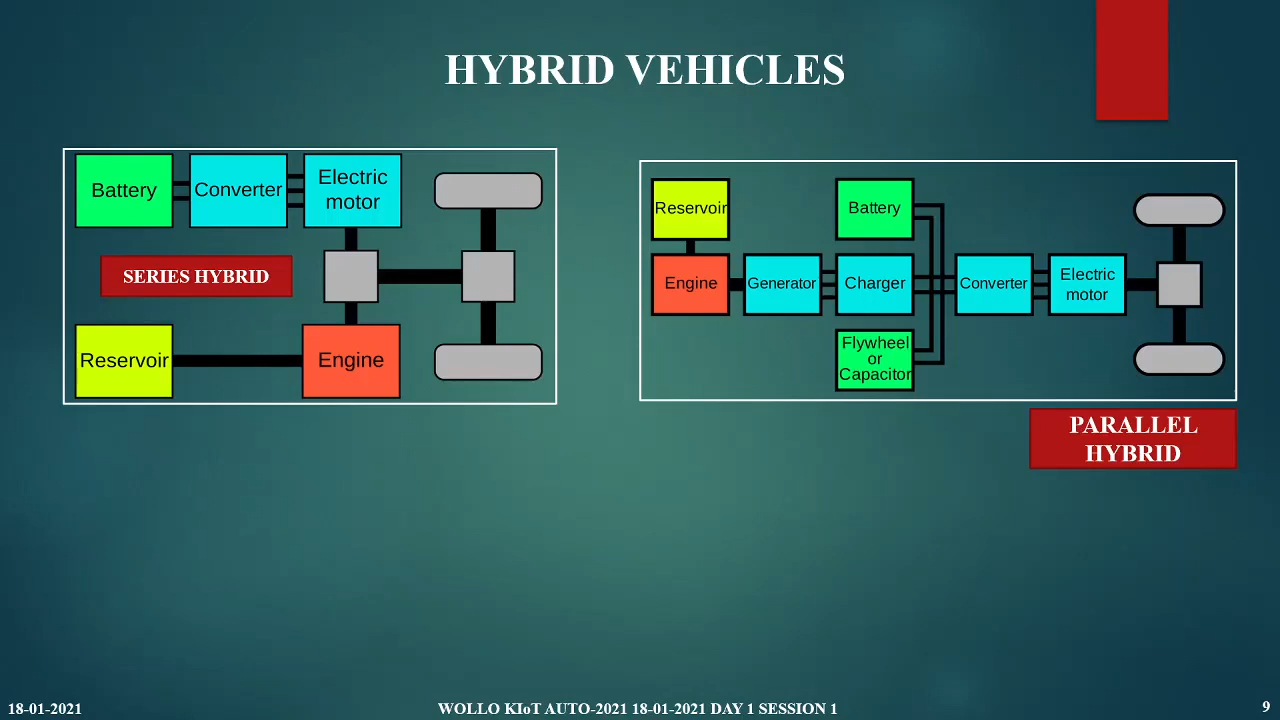 HYBRID VEHICLES
Battery
Converter
Electric
motor
SERIES HYBRID
Reservoir
Engine
Reservoir
Battery
Engine
Generator
Charger
Converter
Electric
motor
Flywheel
or
Capacitor
PARALLEL
HYBRID
18-01-2021
WOLLO KIoT AUTO-2021 18-01-2021 DAY 1 SESSION 1
9